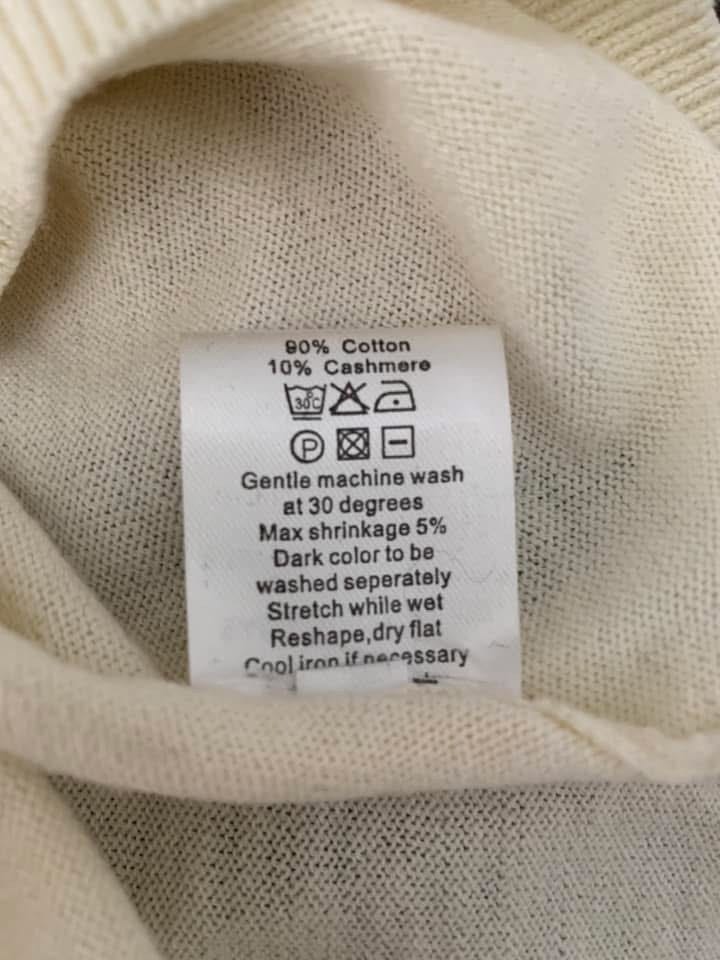 90% Cotton
10% Cashmere
30°C
P
Gentle machine wash
at 30 degrees
Max shrinkage 5%
Dark color to be
washed seperately
Stretch while wet
Reshape,dry flat
Cool iron if necessary